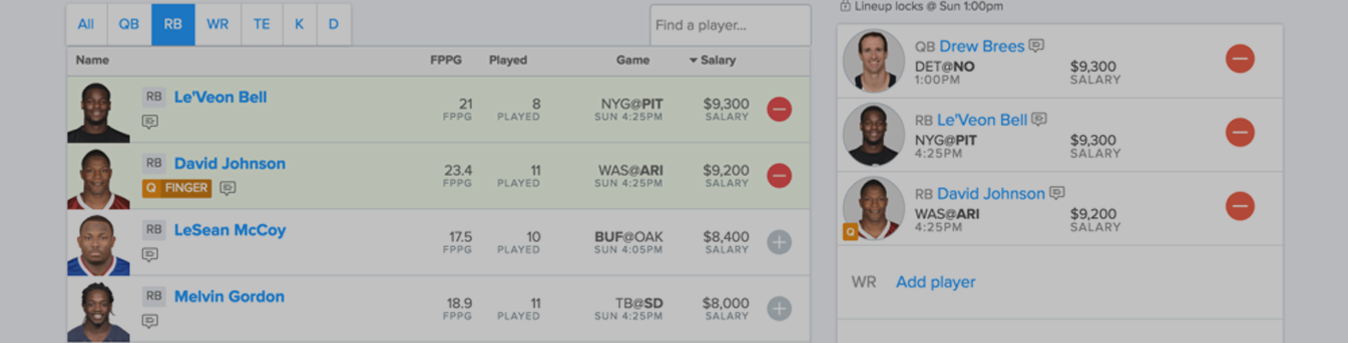 All QB RB WR TE K D Find a player...
Name FPPG Played Game Salary
RB Le'Veon Bell 21 FPPG 8 PLAYED NYG@PIT SUN 4:25PM $9,300 SALARY
RB David Johnson 23.4 FPPG 11 PLAYED WAS@ARI SUN 4:25PM $9,200 SALARY
Q FINGER
RB LeSean McCoy 17.5 FPPG 10 PLAYED BUF@OAK SUN 4:05PM $8,400 SALARY
RB Melvin Gordon 18.9 FPPG 11 PLAYED TB@SD SUN 4:25PM $8,000 SALARY
Lineup locks @ Sun 1:00pm
QB Drew Brees
DET@NO $9,300
1:00PM SALARY
RB Le'Veon Bell
NYG@PIT $9,300
4:25PM SALARY
RB David Johnson
WAS@ARI $9,200
Q 4:25PM SALARY
WR Add player